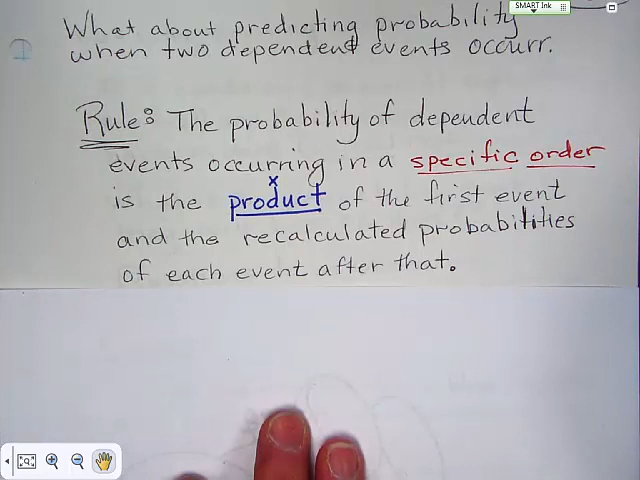 SMART Ink
What about predicting probability
when two dependent events occurr.
Rule: The probability of dependent
events occurring in a specific order
x
is the product of the first event
and the recalculated probabilities
of each event after that.